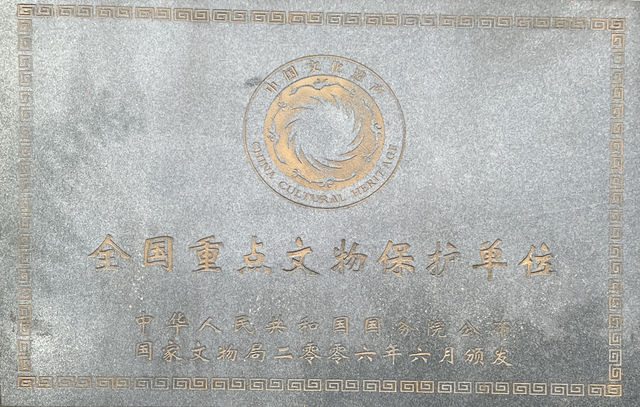 中国文化遗产
CHINA CULTURAL HERITAGE
全国重点文物保护单位
中华人民共和国国务院公布
国家文物局二零零六年六月颁发